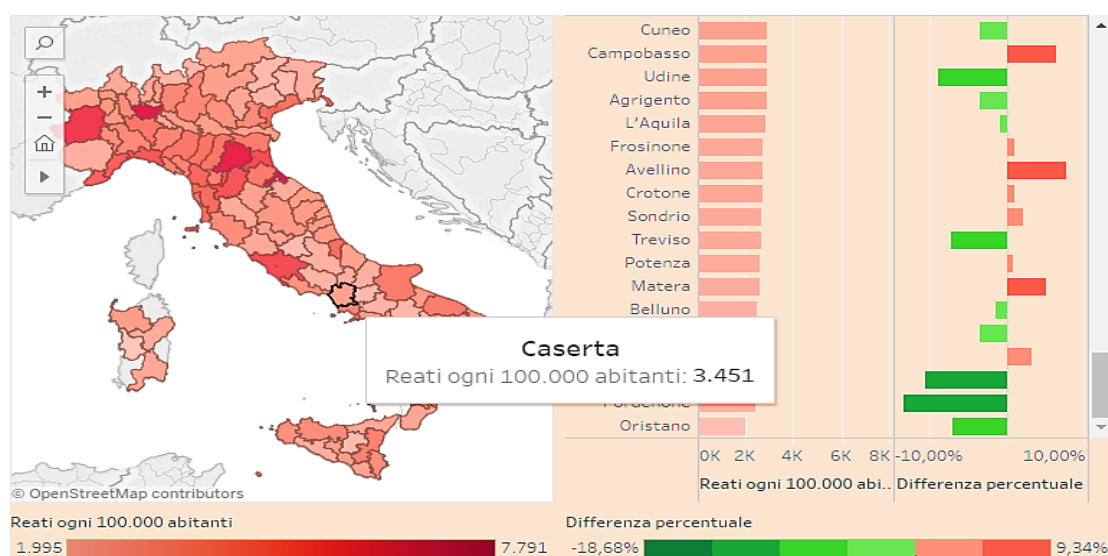 Cuneo
Campobasso
Udine
Agrigento
L'Aquila
Frosinone
Avellino
Crotone
Sondrio
Treviso
Potenza
Matera
Belluno
Caserta
Reati ogni 100.000 abitanti: 3.451
Pordenone
Oristano
0K 2K 4K 6K 8K -10,00% 10,00%
Reati ogni 100.000 abi.. Differenza percentuale
© OpenStreetMap contributors
Reati ogni 100.000 abitanti
1.995 7.791
Differenza percentuale
-18,68% 9,34%